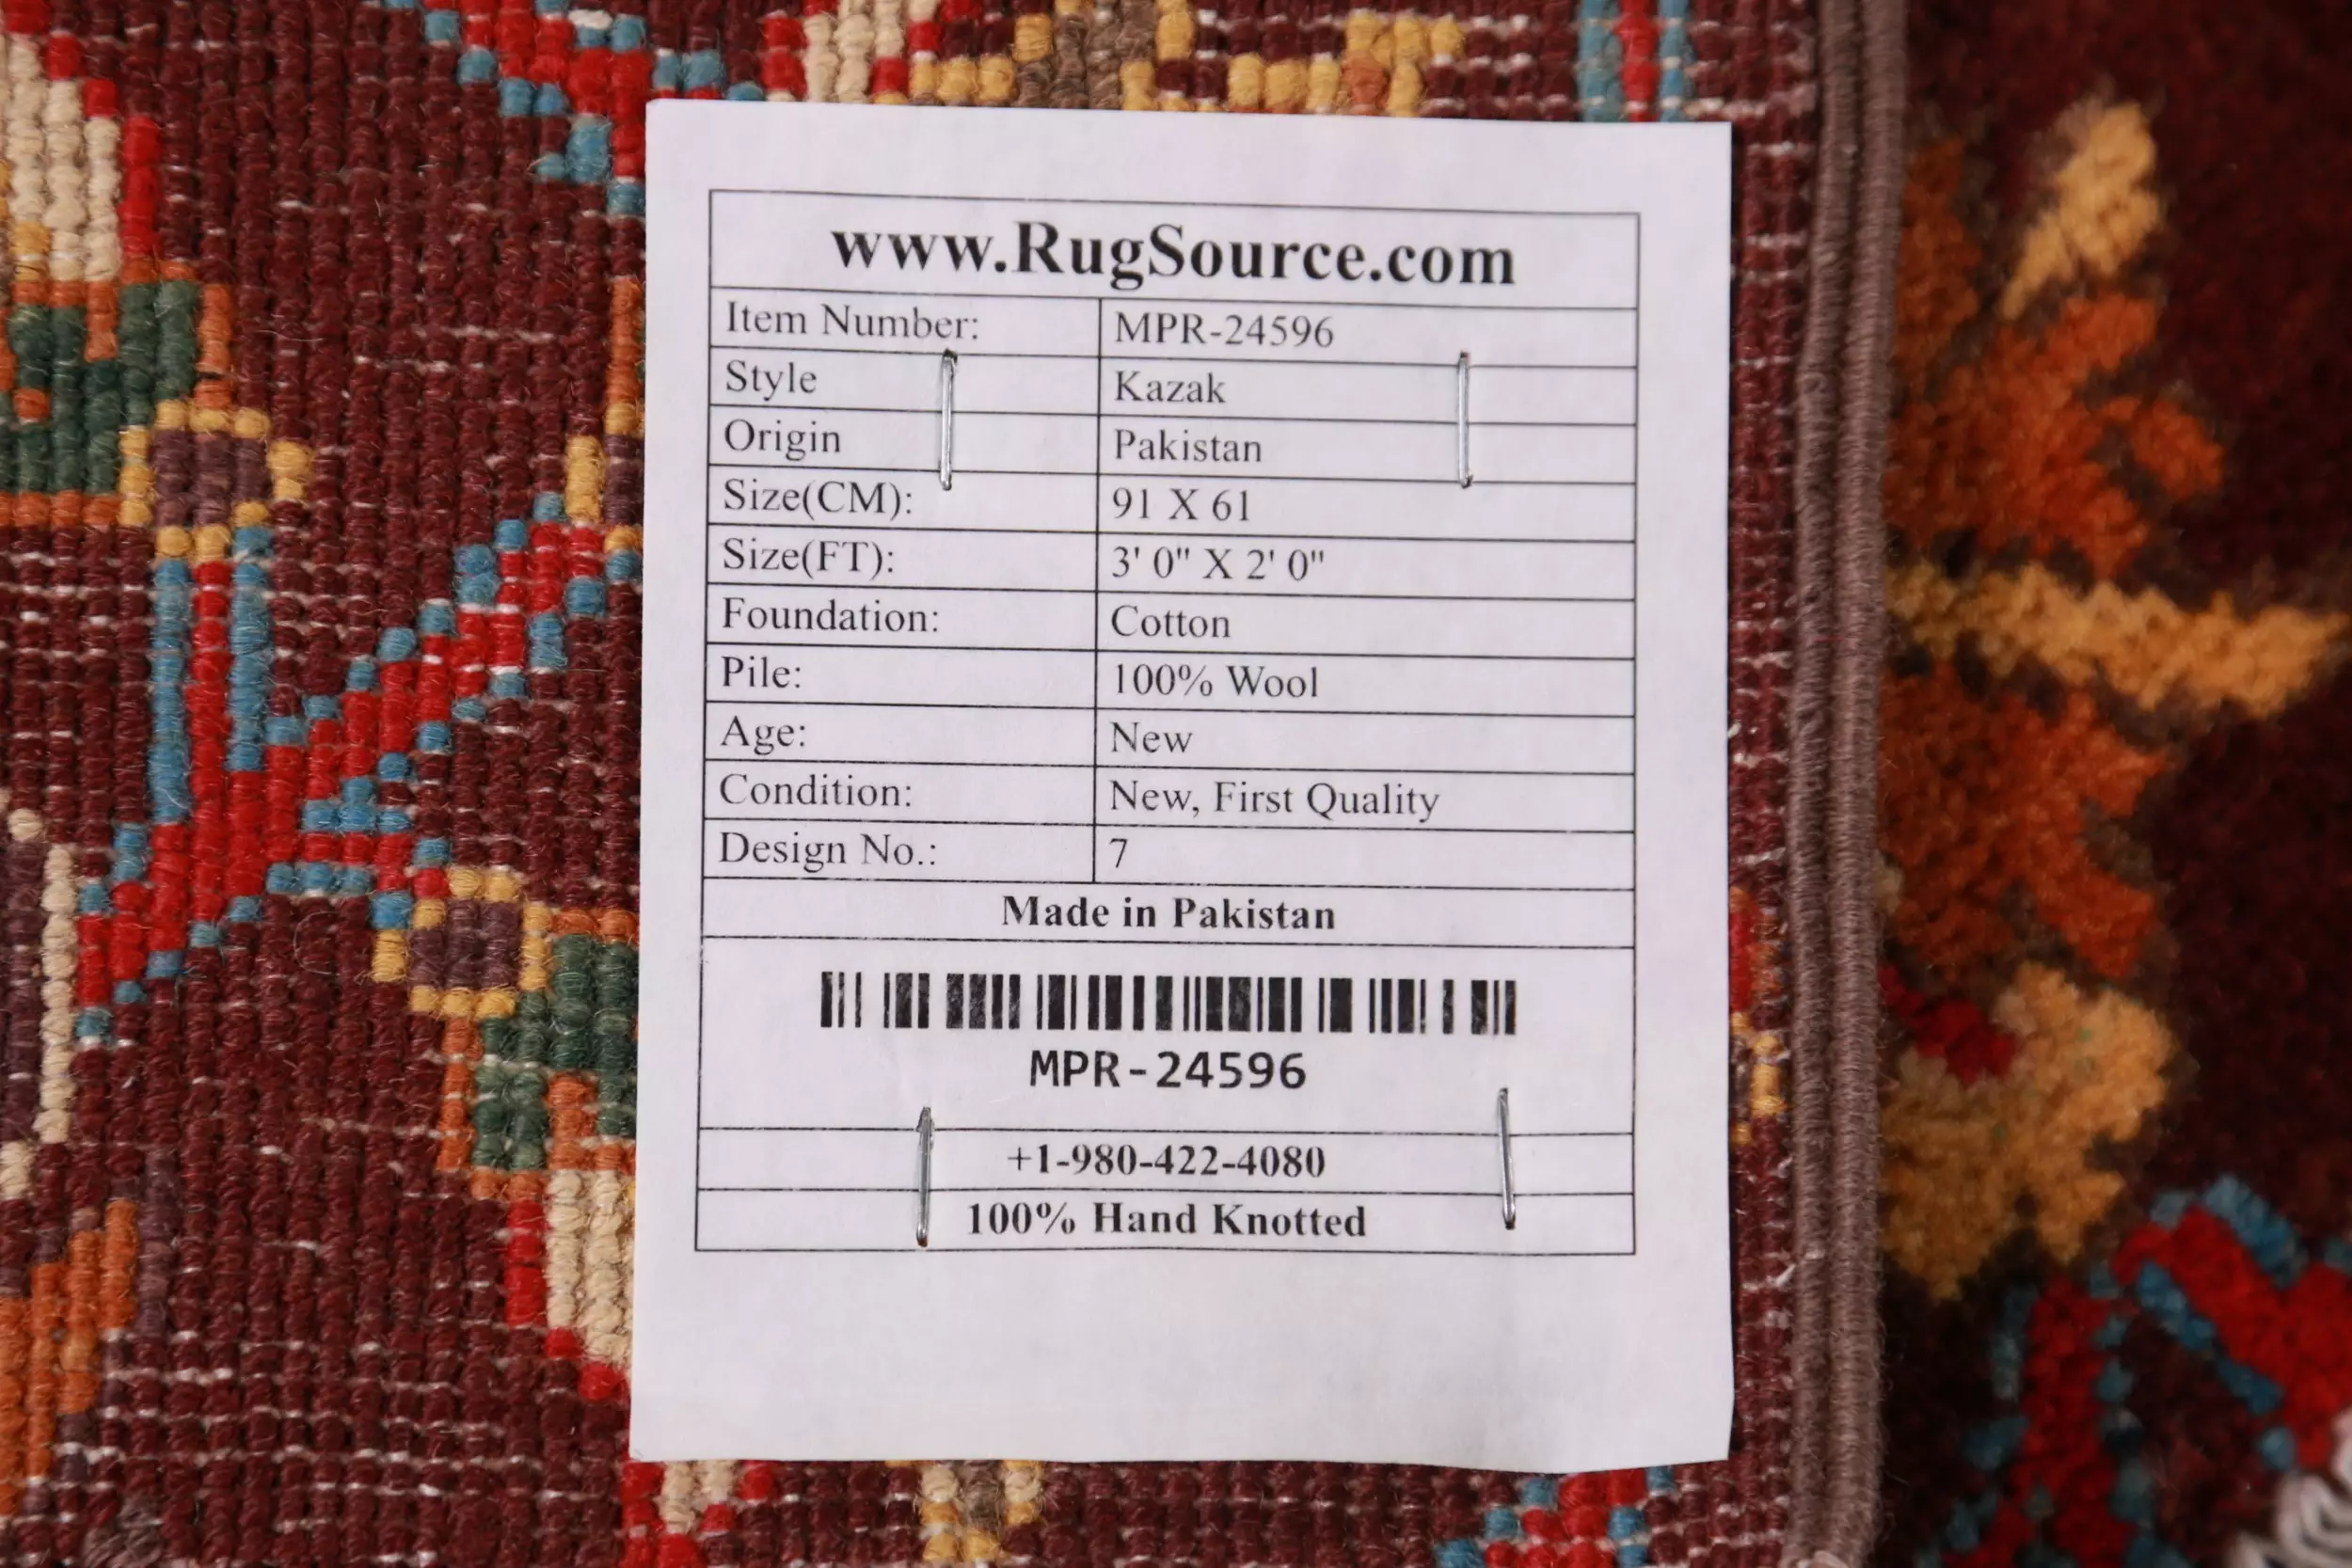 www.RugSource.com
Item Number: MPR-24596
Style Kazak
Origin Pakistan
Size(CM): 91 X 61
Size(FT): 3' 0" X 2' 0"
Foundation: Cotton
Pile: 100% Wool
Age: New
Condition: New, First Quality
Design No.: 7
Made in Pakistan
MPR-24596
+1-980-422-4080
100% Hand Knotted